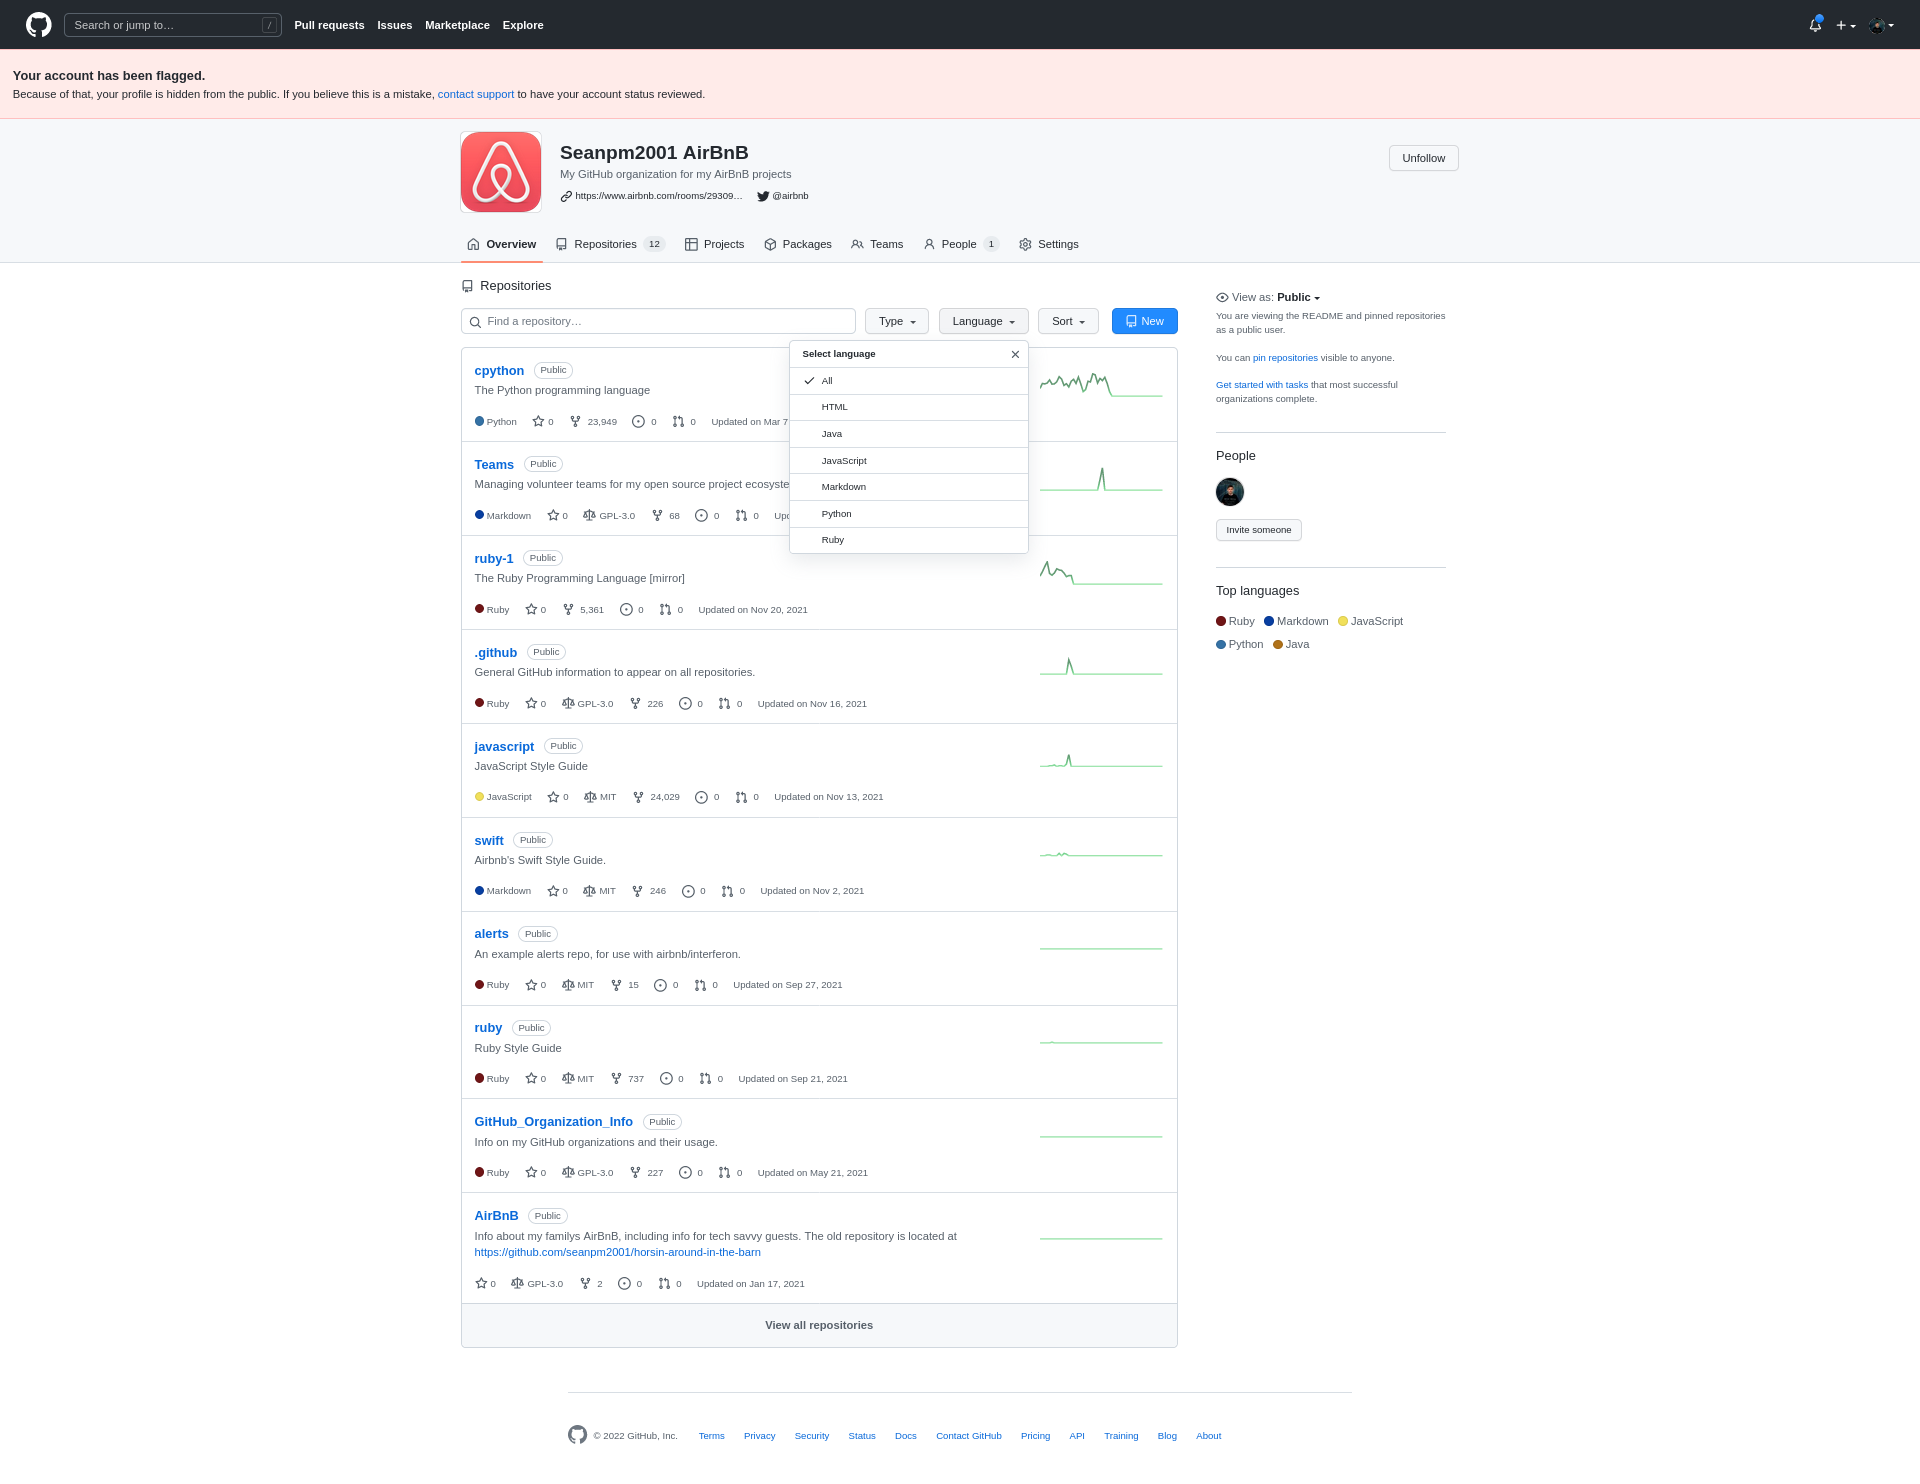 Search or jump to… /
Pull requests Issues Marketplace Explore
Your account has been flagged.
Because of that, your profile is hidden from the public. If you believe this is a mistake, contact support to have your account status reviewed.
Seanpm2001 AirBnB
My GitHub organization for my AirBnB projects
https://www.airbnb.com/rooms/29309… @airbnb
Unfollow
Overview Repositories 12 Projects Packages Teams People 1 Settings
Repositories
Find a repository… Type Language Sort New
Select language
All
HTML
Java
JavaScript
Markdown
Python
Ruby
cpython Public
The Python programming language
Python 0 23,949 0 0 Updated on Mar 7
Teams Public
Managing volunteer teams for my open source project ecosyste
Markdown 0 GPL-3.0 68 0 0 Upd
ruby-1 Public
The Ruby Programming Language [mirror]
Ruby 0 5,361 0 0 Updated on Nov 20, 2021
.github Public
General GitHub information to appear on all repositories.
Ruby 0 GPL-3.0 226 0 0 Updated on Nov 16, 2021
javascript Public
JavaScript Style Guide
JavaScript 0 MIT 24,029 0 0 Updated on Nov 13, 2021
swift Public
Airbnb's Swift Style Guide.
Markdown 0 MIT 246 0 0 Updated on Nov 2, 2021
alerts Public
An example alerts repo, for use with airbnb/interferon.
Ruby 0 MIT 15 0 0 Updated on Sep 27, 2021
ruby Public
Ruby Style Guide
Ruby 0 MIT 737 0 0 Updated on Sep 21, 2021
GitHub_Organization_Info Public
Info on my GitHub organizations and their usage.
Ruby 0 GPL-3.0 227 0 0 Updated on May 21, 2021
AirBnB Public
Info about my familys AirBnB, including info for tech savvy guests. The old repository is located at
https://github.com/seanpm2001/horsin-around-in-the-barn
0 GPL-3.0 2 0 0 Updated on Jan 17, 2021
View all repositories
View as: Public
You are viewing the README and pinned repositories
as a public user.
You can pin repositories visible to anyone.
Get started with tasks that most successful
organizations complete.
People
Invite someone
Top languages
Ruby Markdown JavaScript
Python Java
© 2022 GitHub, Inc. Terms Privacy Security Status Docs Contact GitHub Pricing API Training Blog About